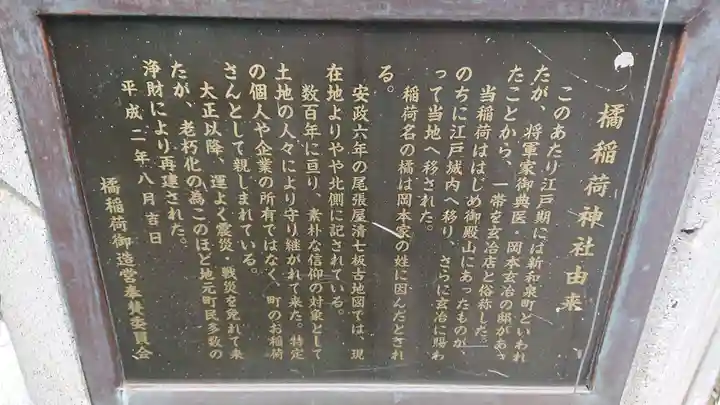 橘稲荷神社由来
このあたり江戸期には新和泉町といわれ
たが、将軍家御典医・岡本玄冶の邸があっ
たことから、一帯を玄冶店と俗称した。
当稲荷ははじめ御殿山にあったものが、
のちに江戸城内へ移り、さらに玄冶に賜わ
って当地へ移された。
稲荷名の橘は岡本家の姓に因んだとされ
る。
安政六年の尾張屋清七板古地図では、現
在地よりやや北側に記されている。
数百年に亘り、素朴な信仰の対象として
土地の人々により守り継がれて来た。特定
の個人や企業の所有ではなく、町のお稲荷
さんとして親しまれている。
大正以降、運よく震災・戦災を免れて来
たが、老朽化の為このほど地元町民多数の
浄財により再建された。
平成二年八月吉日
橘稲荷御造営奉賛委員会